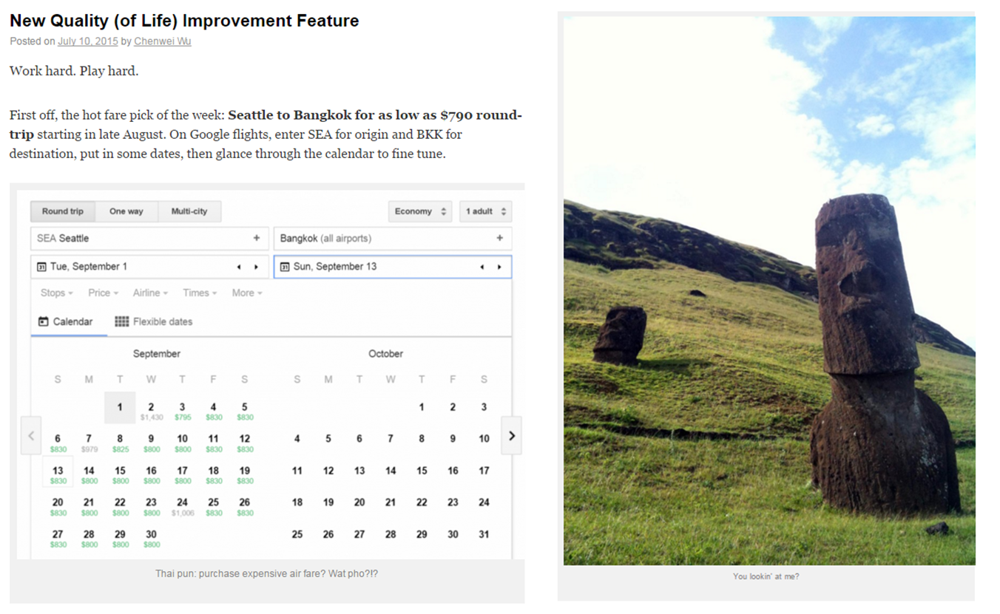 New Quality (of Life) Improvement Feature
Posted on July 10, 2015 by Chenwei Wu
Work hard. Play hard.
First off, the hot fare pick of the week: Seattle to Bangkok for as low as $790 round-
trip starting in late August. On Google flights, enter SEA for origin and BKK for
destination, put in some dates, then glance through the calendar to fine tune.
Round trip One way Multi-city Economy 1 adult
SEA Seattle + Bangkok (all airports) +
31 Tue, September 1 31 Sun, September 13
Stops Price Airline Times More
Calendar Flexible dates
September October
S M T W T F S S M T W T F S
1 2 3 4 5 1 2 3
$1,430 $795 $830 $830
6 7 8 9 10 11 12 4 5 6 7 8 9 10
$830 $979 $825 $800 $800 $830 $830
13 14 15 16 17 18 19 11 12 13 14 15 16 17
$830 $800 $800 $800 $800 $830 $830
20 21 22 23 24 25 26 18 19 20 21 22 23 24
$830 $800 $800 $800 $1,006 $830 $830
27 28 29 30 25 26 27 28 29 30 31
$830 $800 $800 $800
Thai pun: purchase expensive air fare? Wat pho?!?
You lookin' at me?